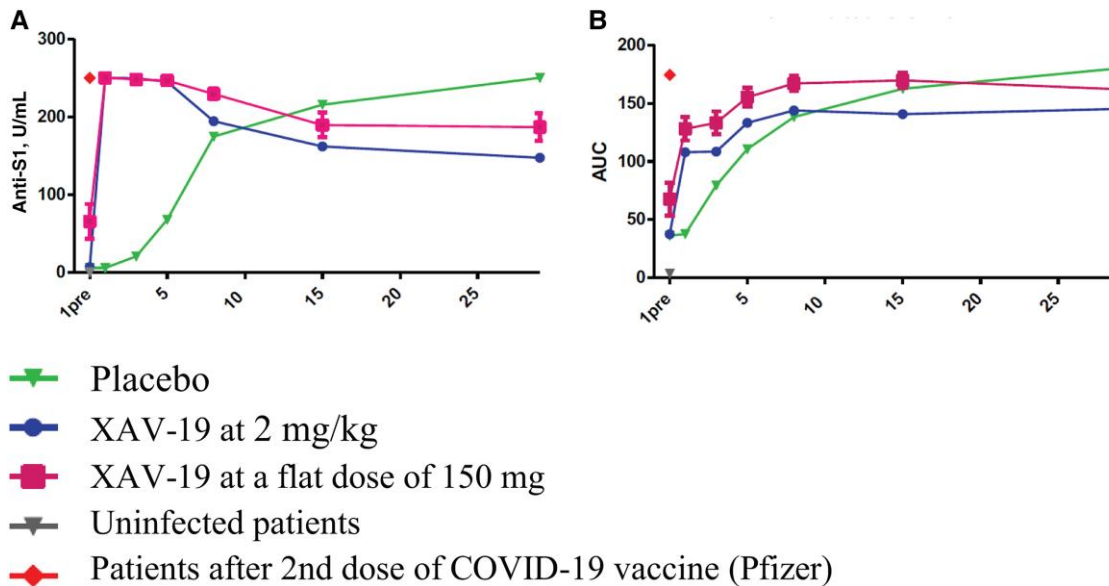 A
Anti-S1, U/mL
300
200
100
0
1pre
5
10
15
20
25
B
AUC
200
150
100
50
0
1pre
5
10
15
20
25
Placebo
XAV-19 at 2 mg/kg
XAV-19 at a flat dose of 150 mg
Uninfected patients
Patients after 2nd dose of COVID-19 vaccine (Pfizer)